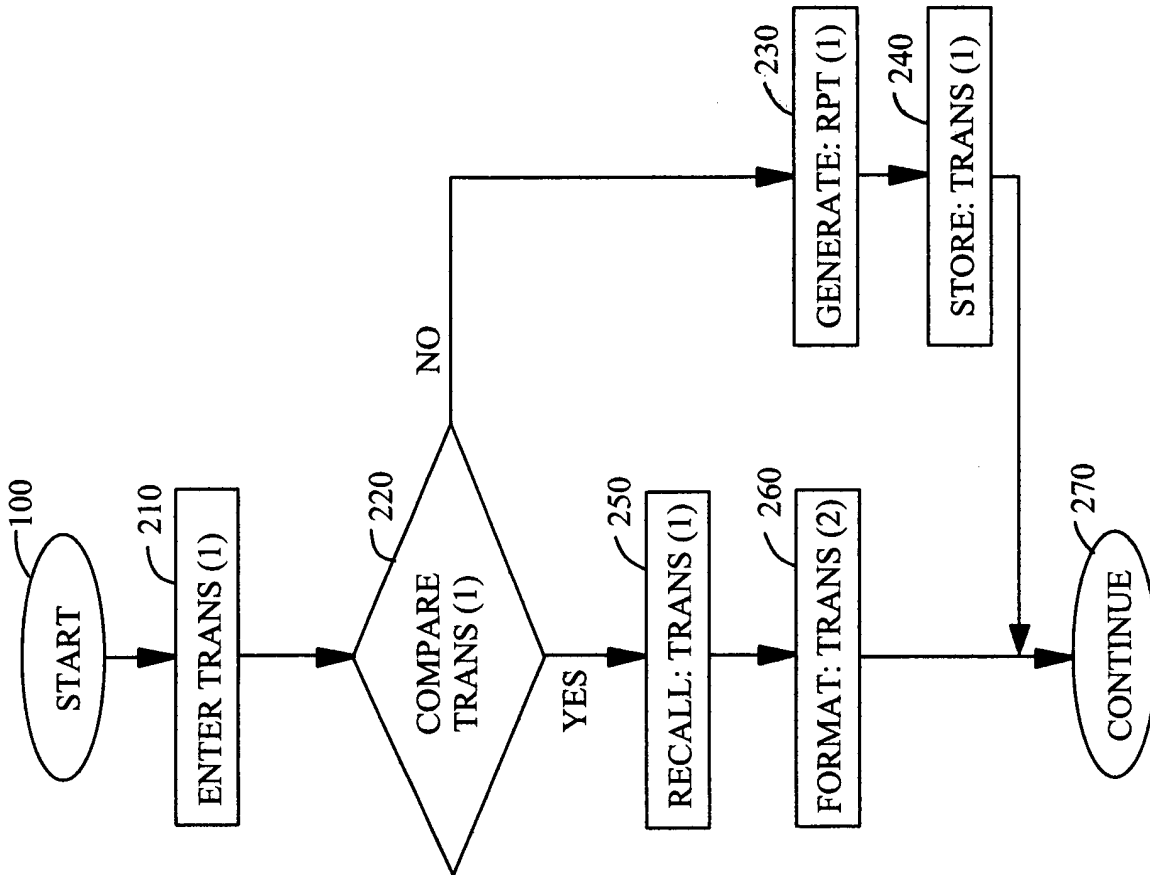 100
START
210
ENTER TRANS (1)
220
COMPARE
TRANS (1)
NO
YES
230
GENERATE: RPT (1)
240
STORE: TRANS (1)
250
RECALL: TRANS (1)
260
FORMAT: TRANS (2)
270
CONTINUE